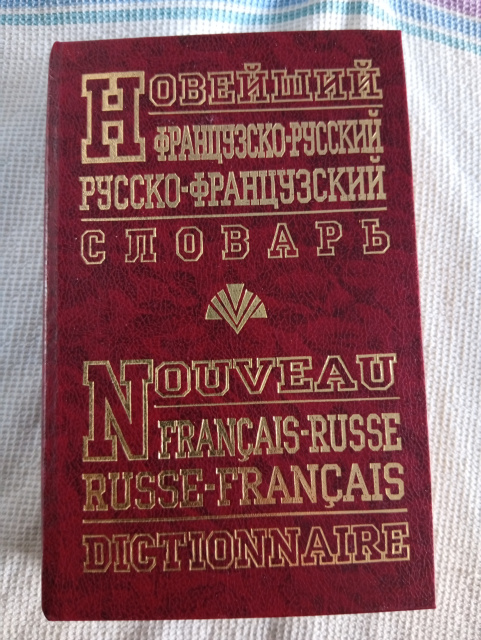 НОВЕЙШИЙ
ФРАНЦУЗСКО-РУССКИЙ
РУССКО-ФРАНЦУЗСКИЙ
СЛОВАРЬ
NOUVEAU
FRANÇAIS-RUSSE
RUSSE-FRANÇAIS
DICTIONNAIRE